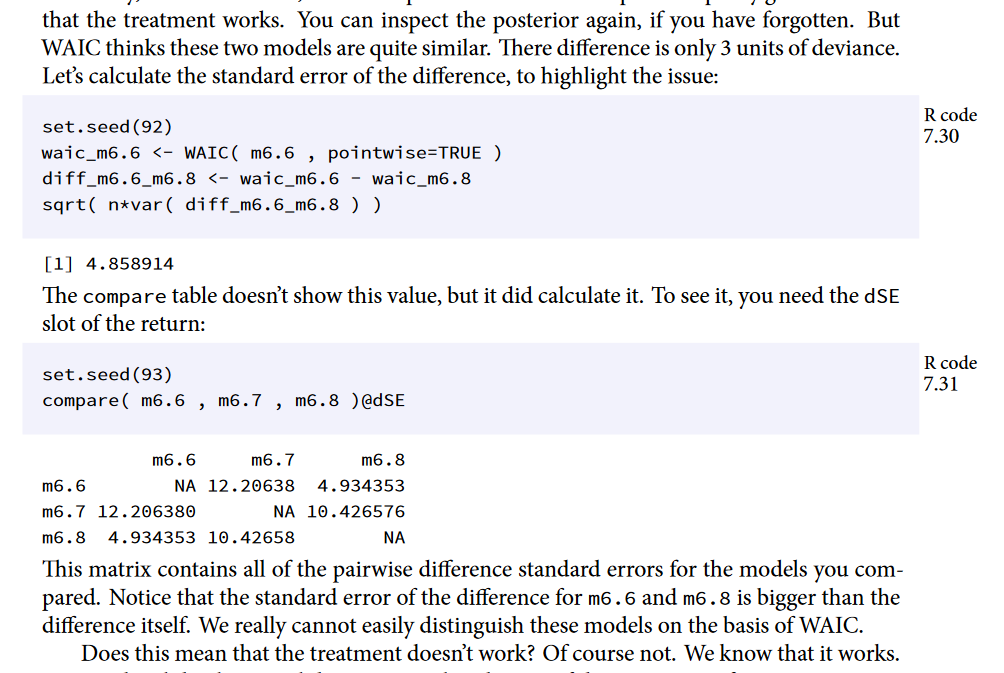 that the treatment works. You can inspect the posterior again, if you have forgotten. But
WAIC thinks these two models are quite similar. There difference is only 3 units of deviance.
Let's calculate the standard error of the difference, to highlight the issue:
R code
7.30
set.seed(92)
waic_m6.6 <- WAIC( m6.6 , pointwise=TRUE )
diff_m6.6_m6.8 <- waic_m6.6 - waic_m6.8
sqrt( n*var( diff_m6.6_m6.8 ) )
[1] 4.858914
The compare table doesn't show this value, but it did calculate it. To see it, you need the dSE
slot of the return:
R code
7.31
set.seed(93)
compare( m6.6 , m6.7 , m6.8 )@dSE
m6.6 m6.7 m6.8
m6.6 NA 12.20638 4.934353
m6.7 12.206380 NA 10.426576
m6.8 4.934353 10.42658 NA
This matrix contains all of the pairwise difference standard errors for the models you com-
pared. Notice that the standard error of the difference for m6.6 and m6.8 is bigger than the
difference itself. We really cannot easily distinguish these models on the basis of WAIC.
Does this mean that the treatment doesn't work? Of course not. We know that it works.